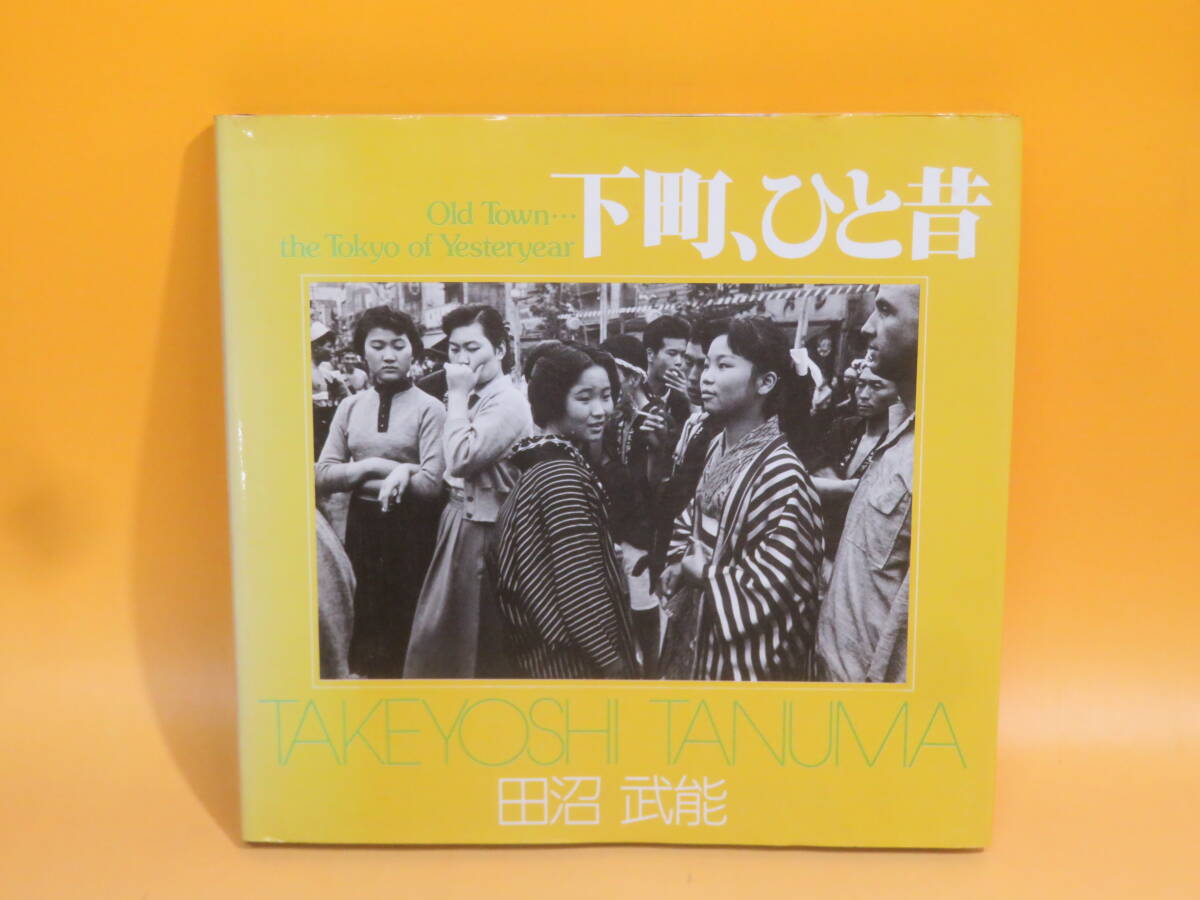 下町、ひと昔
Old Town…
the Tokyo of Yesteryear
TAKEYOSHI TANUMA
田沼 武能